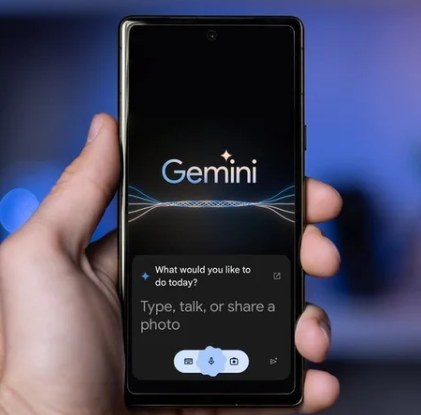 Gemini
What would you like to
do today?
Type, talk, or share a
photo